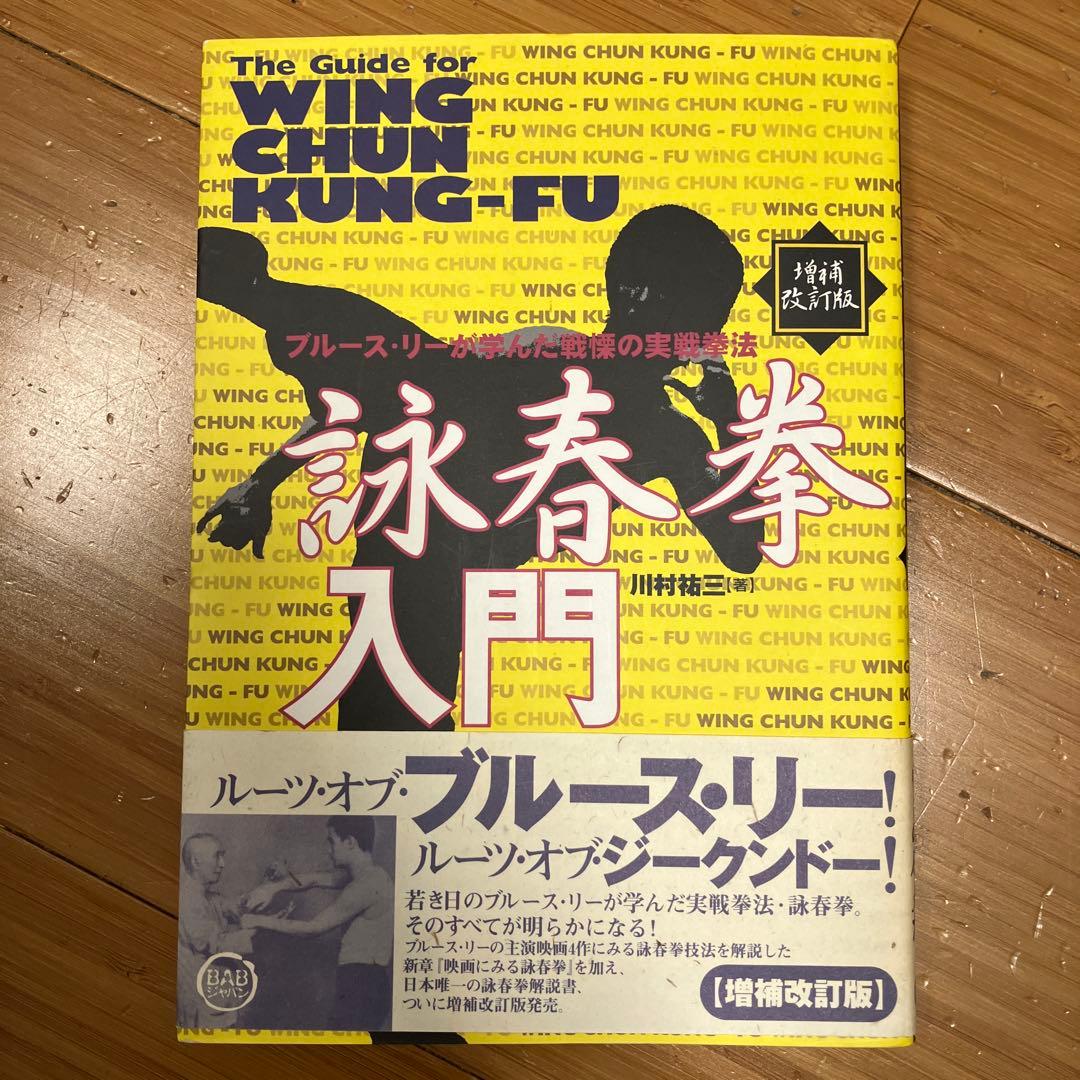 The Guide for
WING
CHUN
KUNG-FU
増補
改訂版
ブルース・リーが学んだ戦慄の実戦拳法
詠春拳
入門
川村祐三【著】
ルーツ・オブ・ブルース・リー!
ルーツ・オブ・ジークンドー!
若き日のブルース・リーが学んだ実戦拳法・詠春拳。
そのすべてが明らかになる!
ブルース・リーの主演映画4作にみる詠春拳技法を解説した
新章『映画にみる詠春拳』を加え、
日本唯一の詠春拳解説書、
ついに増補改訂版発売。
【増補改訂版】
BAB
ジャパン
WING CHUN KUNG - FU WING CHUN KUNG - FU